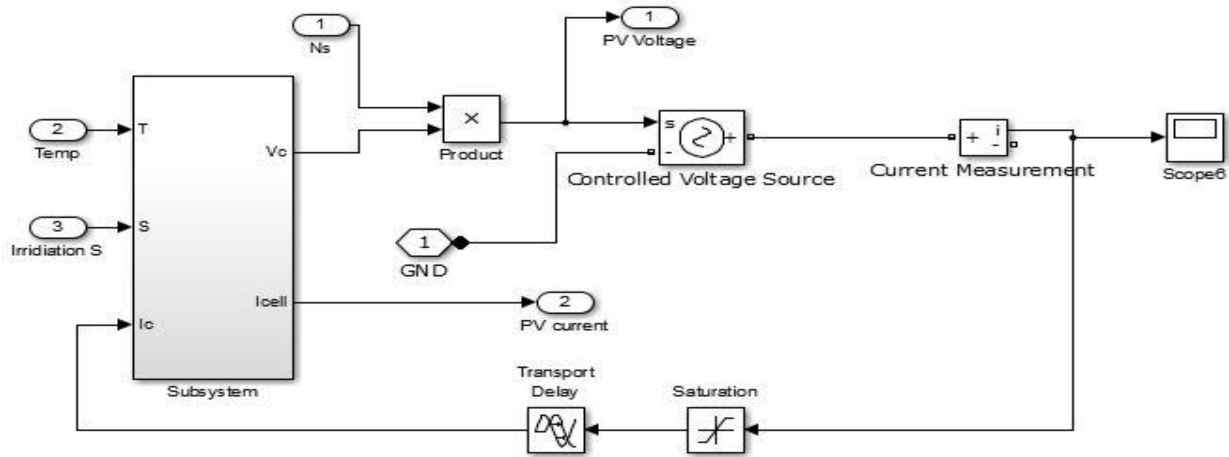 1
Ns
1
PV Voltage
2
Temp
T
Vc
×
Product
s
+
-
Controlled Voltage Source
+
i
-
Current Measurement
Scope6
3
Irridiation S
S
1
GND
Icell
2
PV current
Ic
Subsystem
Transport
Delay
Saturation